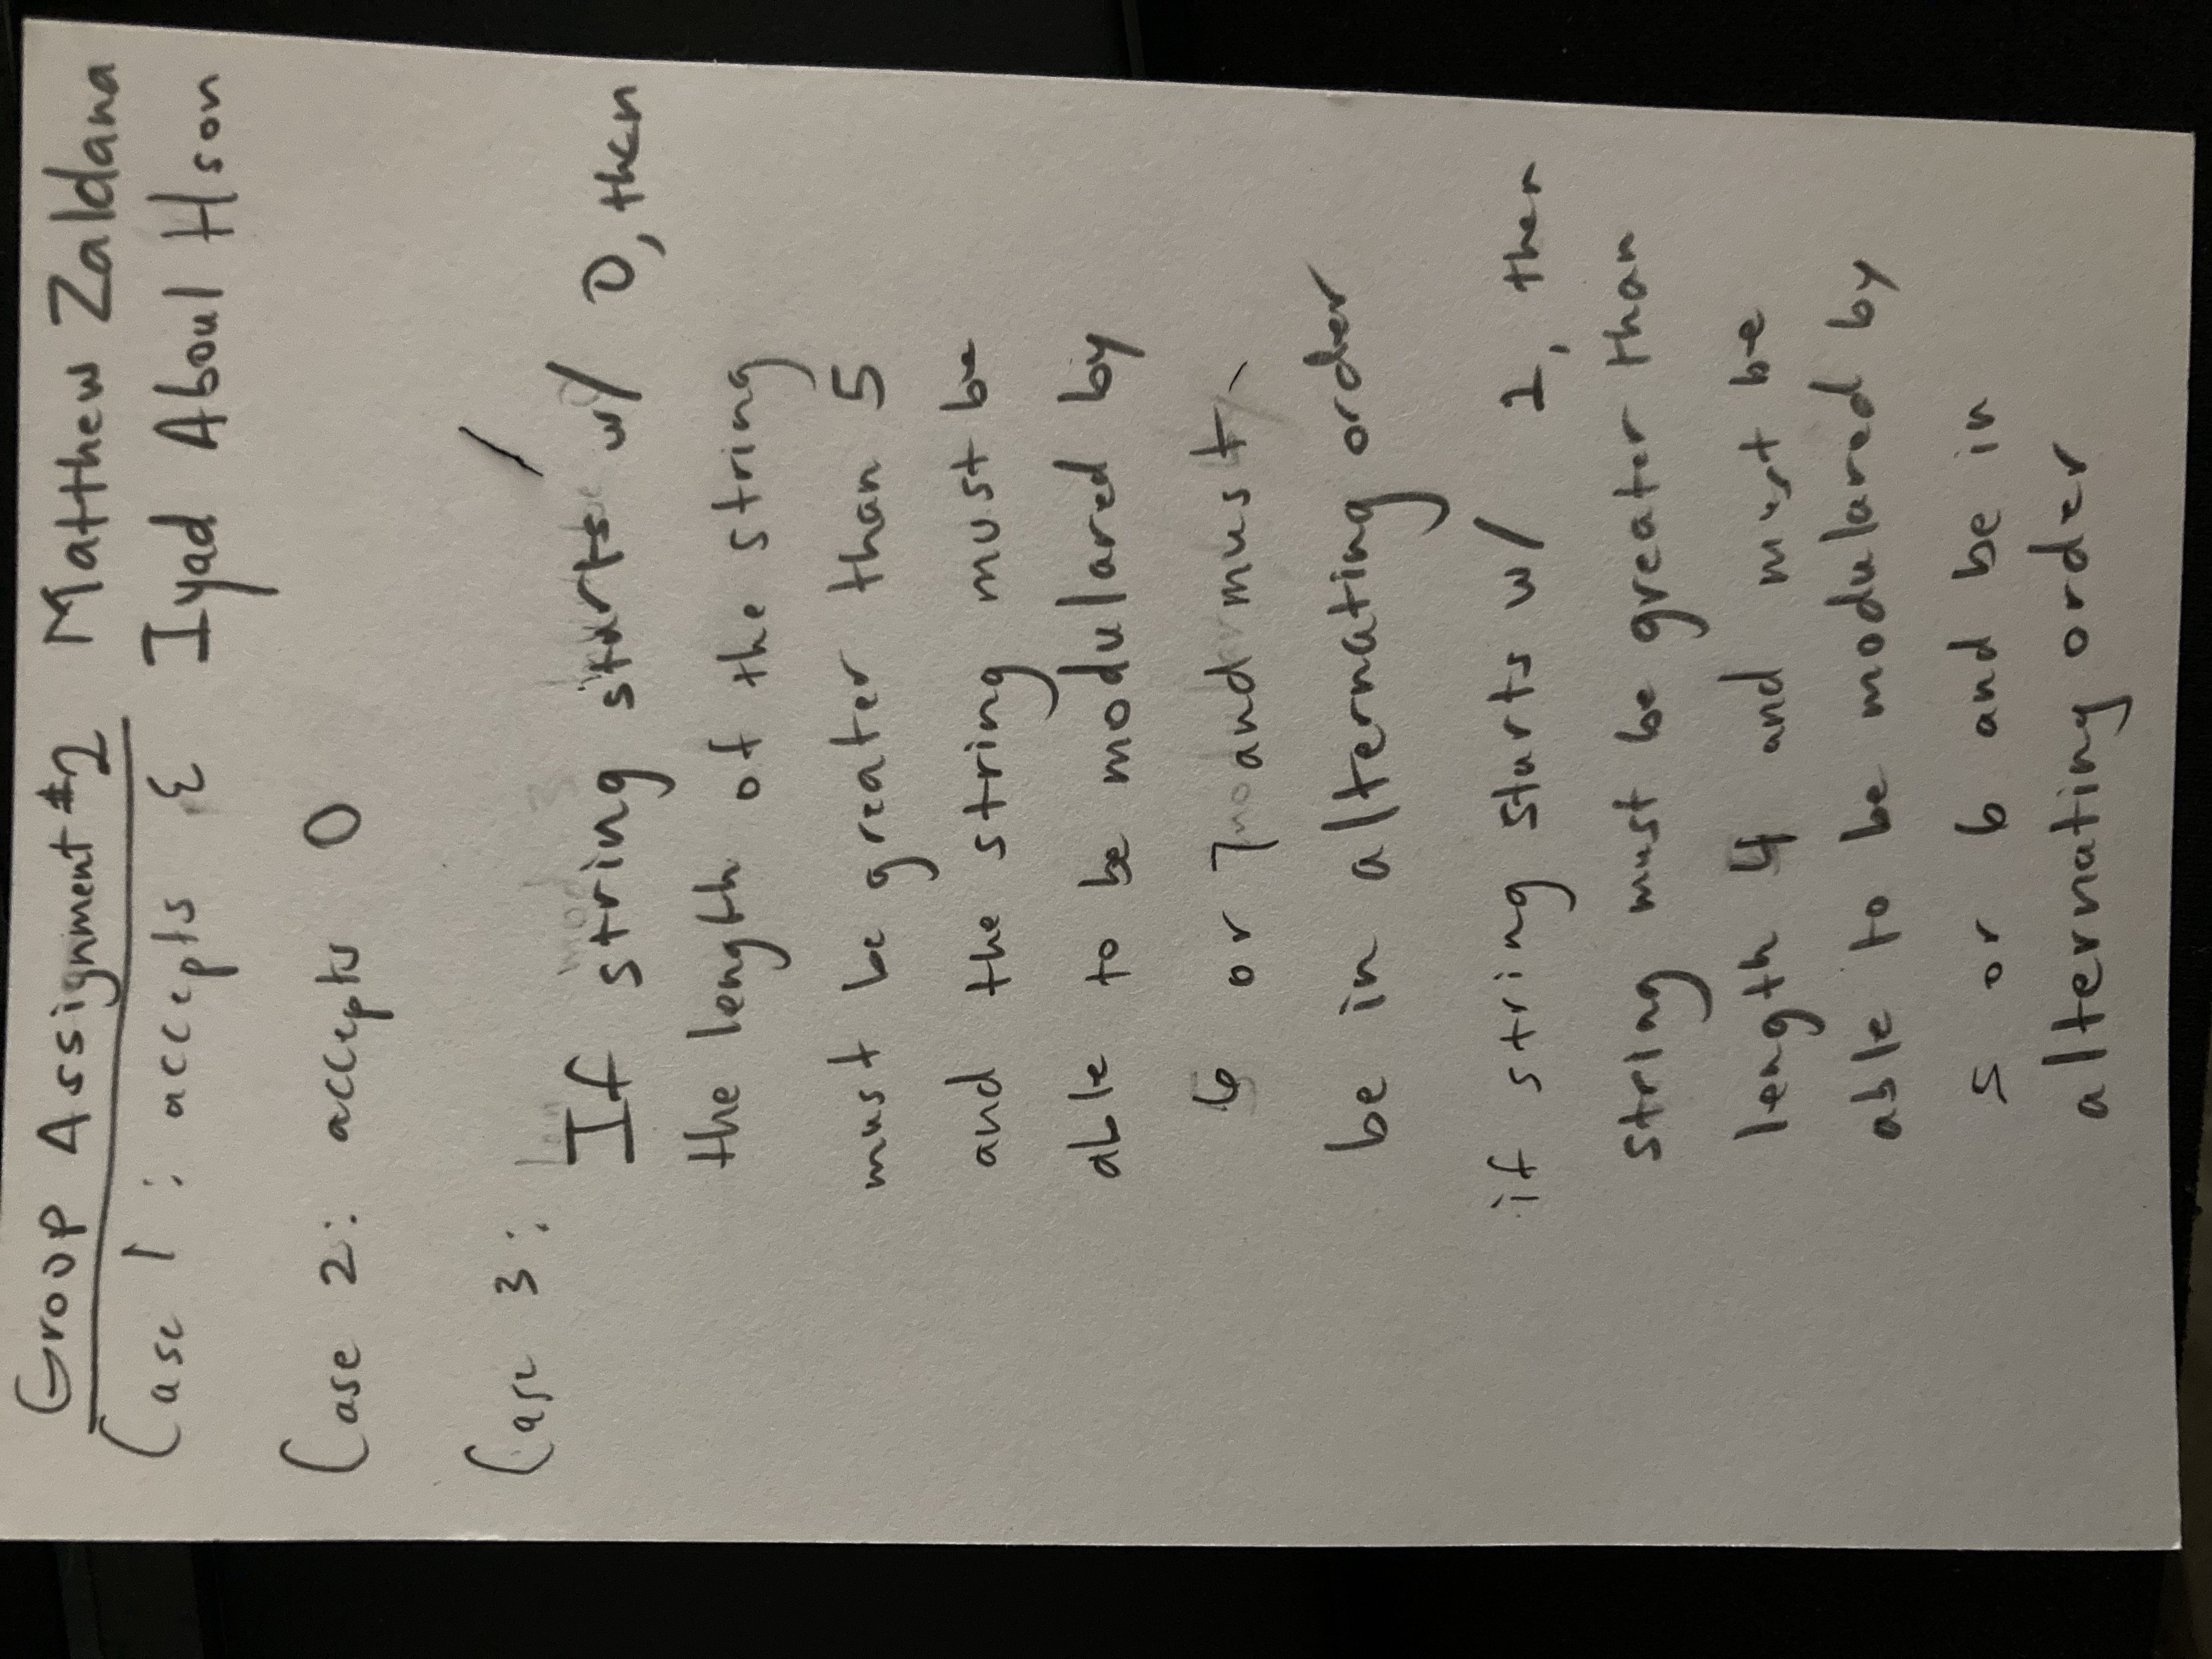 Group Assignment #2 Matthew Zaldana
Case 1: accepts ε Iyad Aboul Hson
Case 2: accepts 0
Case 3:
If string starts w/ 0, then
the length of the string
must be greater than 5
and the string must be
able to be modulared by
6 or 7 and must
be in alternating order
if string starts w/ 1, then
string must be greater than
length 4 and must be
able to be modulared by
5 or 6 and be in
alternating order